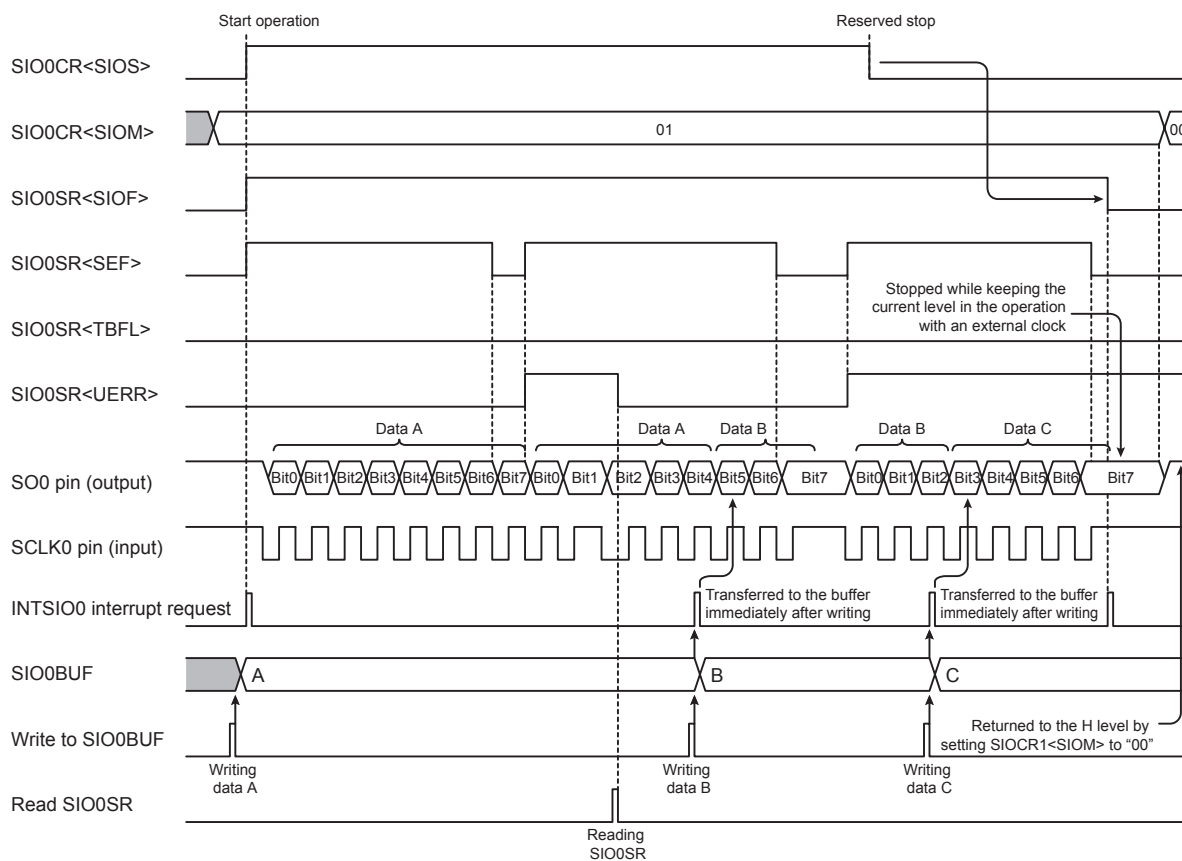 Start operation
Reserved stop
SIO0CR<SIOS>
SIO0CR<SIOM>
01
00
SIO0SR<SIOF>
SIO0SR<SEF>
Stopped while keeping the
current level in the operation
with an external clock
SIO0SR<TBFL>
SIO0SR<UERR>
Data A
Data A
Data B
Data B
Data C
SO0 pin (output)
Bit0 Bit1 Bit2 Bit3 Bit4 Bit5 Bit6 Bit7 Bit0 Bit1 Bit2 Bit3 Bit4 Bit5 Bit6 Bit7 Bit0 Bit1 Bit2 Bit3 Bit4 Bit5 Bit6 Bit7
SCLK0 pin (input)
INTSIO0 interrupt request
Transferred to the buffer
immediately after writing
Transferred to the buffer
immediately after writing
SIO0BUF
A
B
C
Write to SIO0BUF
Returned to the H level by
setting SIOCR1<SIOM> to “00”
Writing
data A
Writing
data B
Writing
data C
Read SIO0SR
Reading
SIO0SR